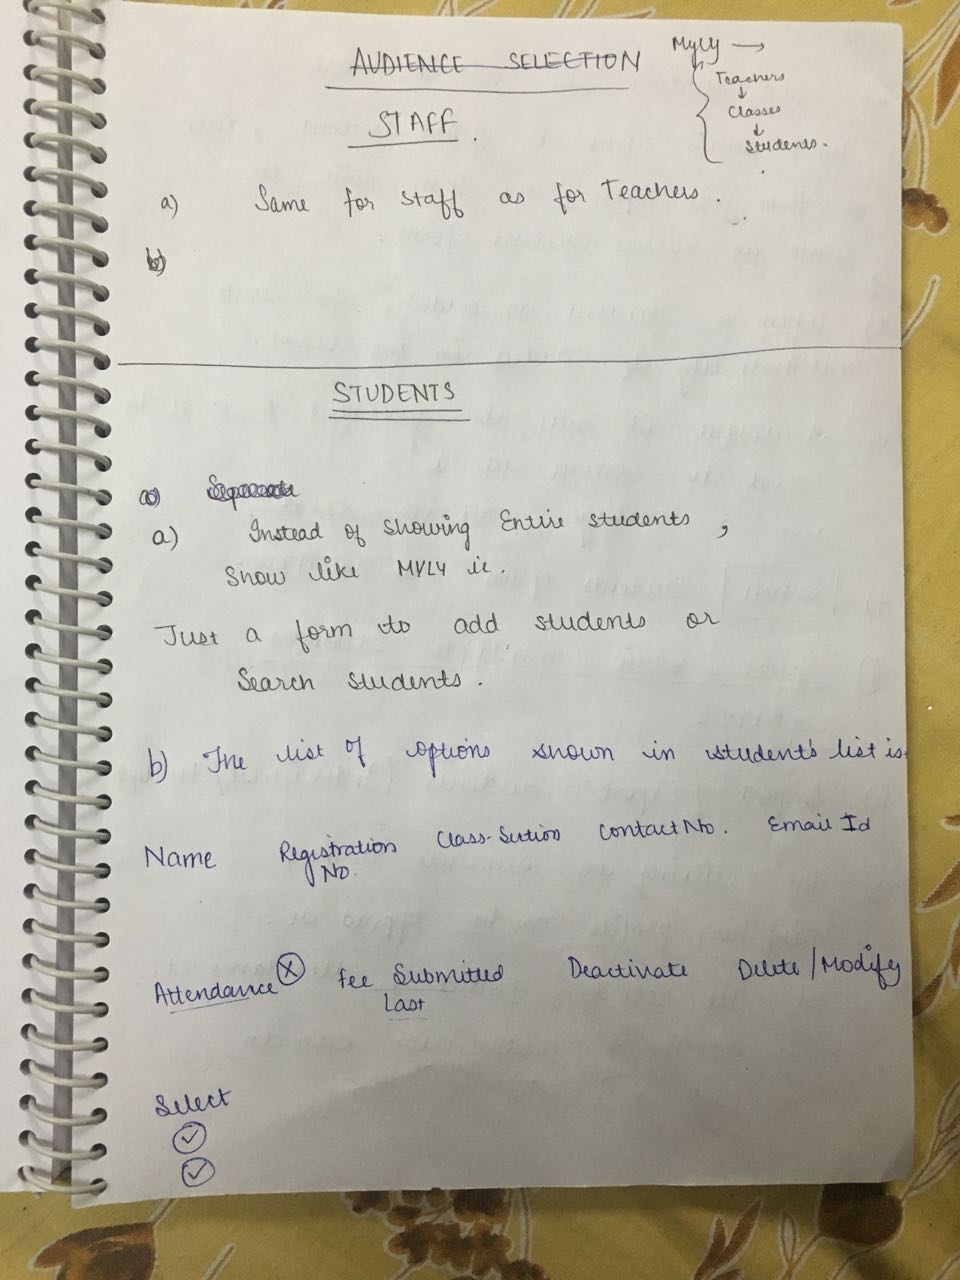 AUDIENCE SELECTION
MyLY →
Teachers
↓
Classes
↓
Students.
STAFF.
a) Same for staff as for Teachers.
b)
STUDENTS
a)
a) Instead of showing Entire students,
show like MYLY ie.
Just a form to add students or
Search students.
b) The list of options shown in students list is
Name Registration No. Class-Section Contact No. Email Id
Attendance ⓧ Fee Submitted Last Deactivate Delete/Modify
Select
✓
✓